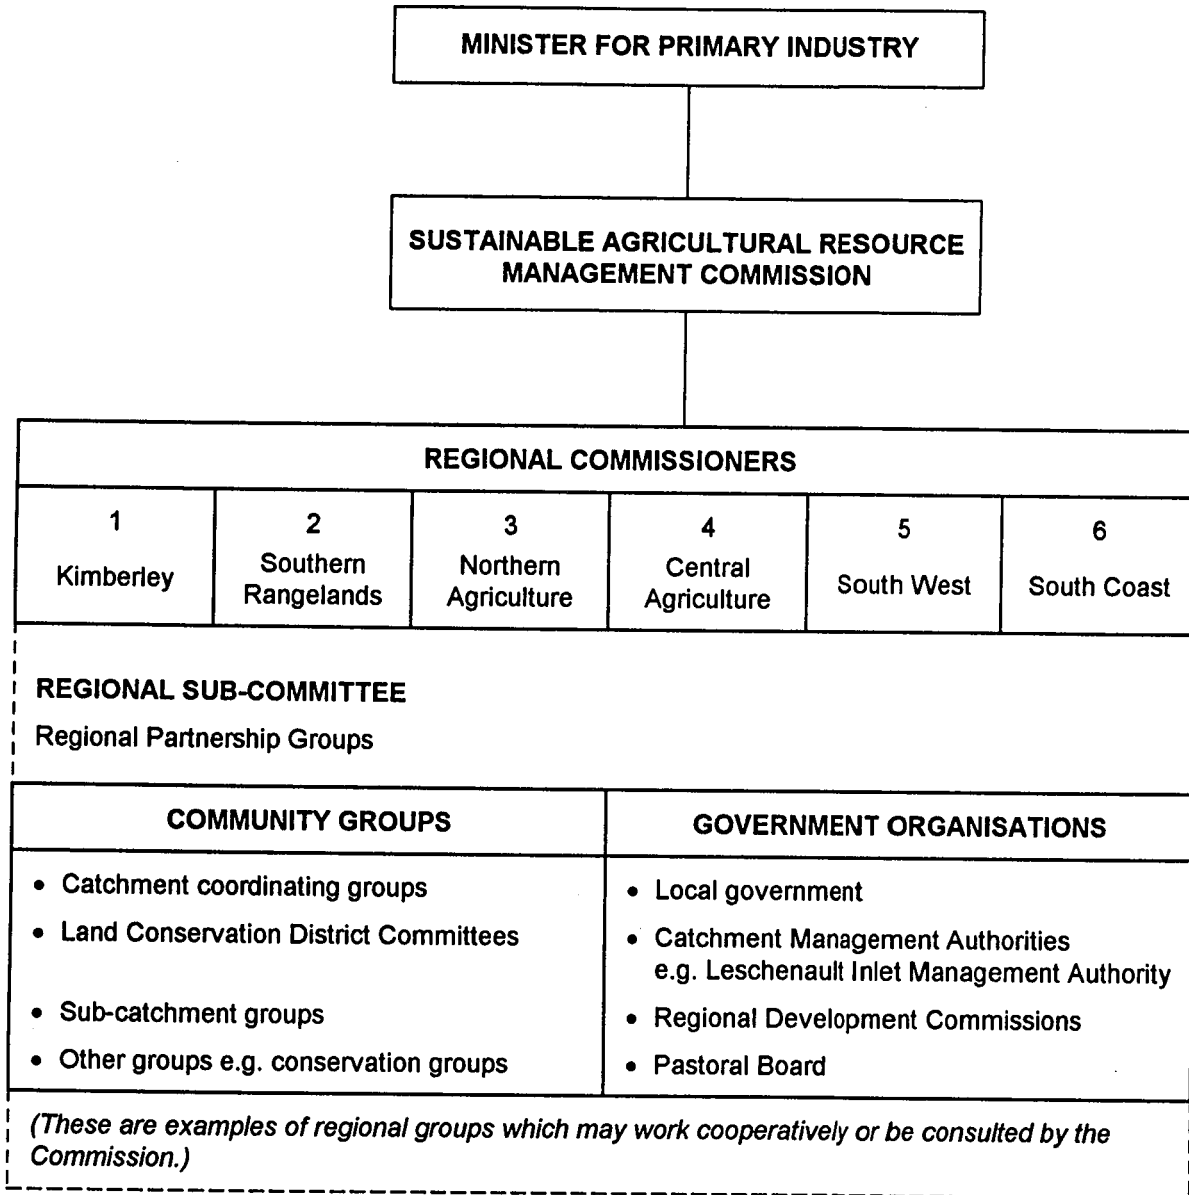 MINISTER FOR PRIMARY INDUSTRY
SUSTAINABLE AGRICULTURAL RESOURCE
MANAGEMENT COMMISSION
REGIONAL COMMISSIONERS
1
Kimberley
2
Southern
Rangelands
3
Northern
Agriculture
4
Central
Agriculture
5
South West
6
South Coast
REGIONAL SUB-COMMITTEE
Regional Partnership Groups
COMMUNITY GROUPS
• Catchment coordinating groups
• Land Conservation District Committees
• Sub-catchment groups
• Other groups e.g. conservation groups
GOVERNMENT ORGANISATIONS
• Local government
• Catchment Management Authorities
e.g. Leschenault Inlet Management Authority
• Regional Development Commissions
• Pastoral Board
(These are examples of regional groups which may work cooperatively or be consulted by the
Commission.)